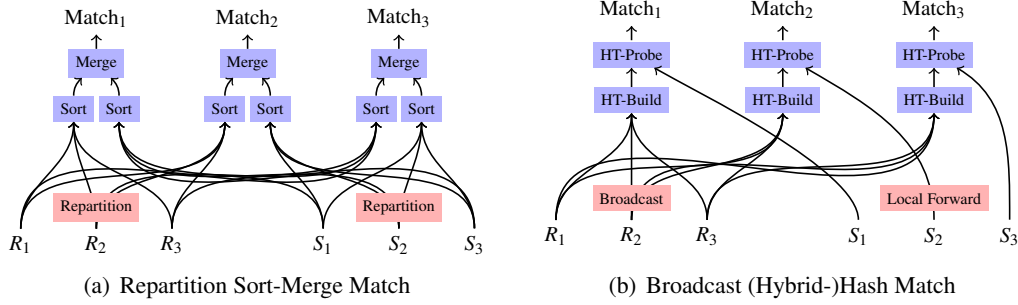 Match1 Match2 Match3
Merge Merge Merge
Sort Sort Sort Sort Sort Sort
Repartition Repartition
R1 R2 R3 S1 S2 S3
(a) Repartition Sort-Merge Match
Match1 Match2 Match3
HT-Probe HT-Probe HT-Probe
HT-Build HT-Build HT-Build
Broadcast Local Forward
R1 R2 R3 S1 S2 S3
(b) Broadcast (Hybrid-)Hash Match